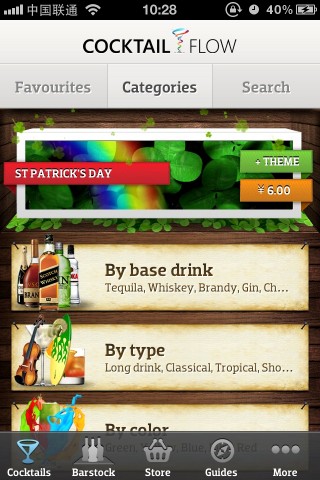 中国联通 10:28 40%
COCKTAIL FLOW
Favourites Categories Search
ST PATRICK'S DAY
+ THEME
¥ 6.00
By base drink
Tequila, Whiskey, Brandy, Gin, Ch...
By type
Long drink, Classical, Tropical, Sho...
By color
Green, Blue, Red
Cocktails Barstock Store Guides More